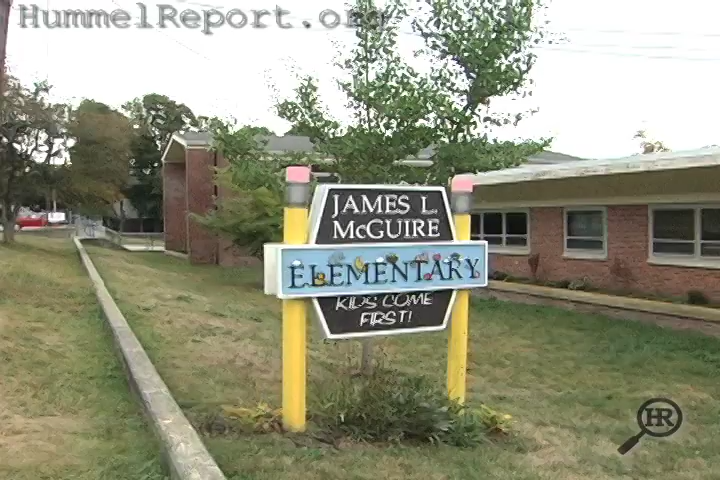 HummelReport.org
JAMES L.
McGUIRE
ELEMENTARY
KIDS COME
FIRST!
HR